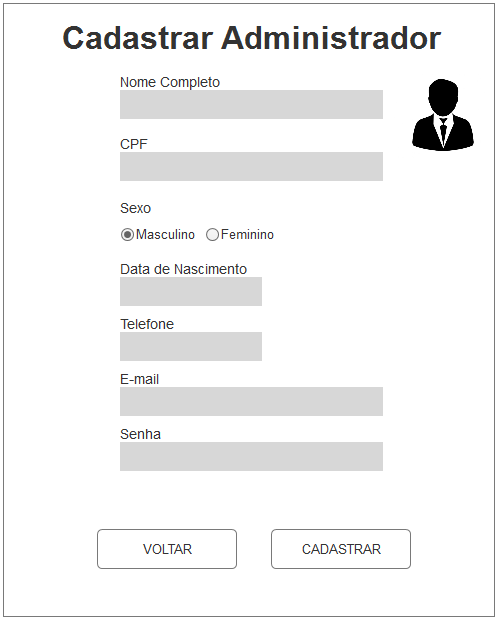 Cadastrar Administrador
Nome Completo
CPF
Sexo
Masculino Feminino
Data de Nascimento
Telefone
E-mail
Senha
VOLTAR CADASTRAR